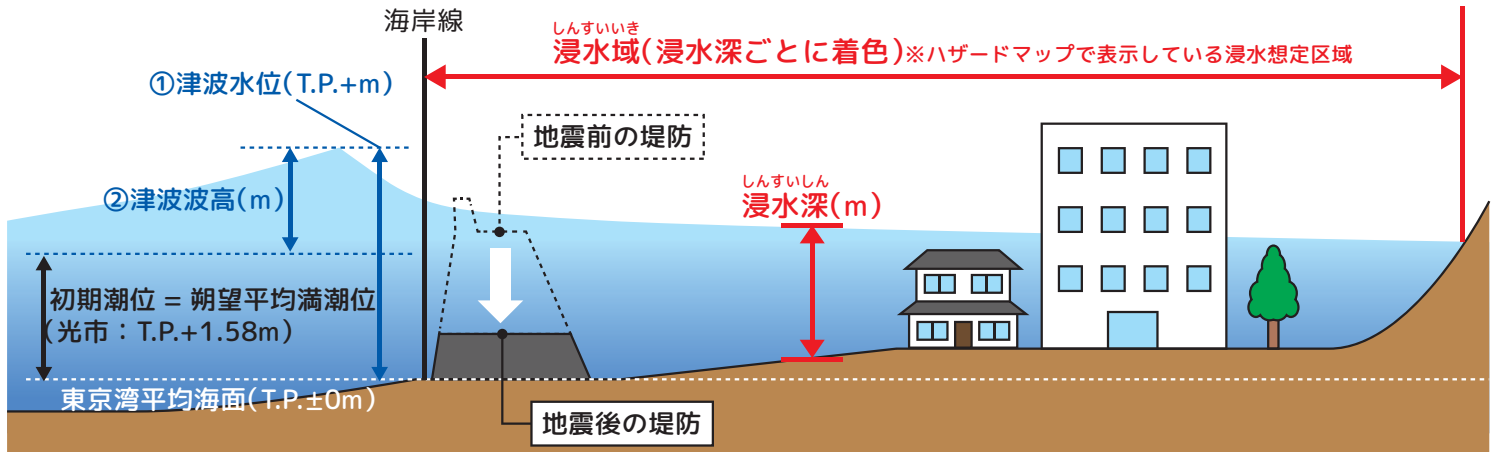 海岸線
しんすいいき
浸水域(浸水深ごとに着色)※ハザードマップで表示している浸水想定区域
①津波水位(T.P.+m)
地震前の堤防
②津波波高(m)
しんすいしん
浸水深(m)
初期潮位 = 朔望平均満潮位
(光市：T.P.+1.58m)
東京湾平均海面(T.P.±0m)
地震後の堤防